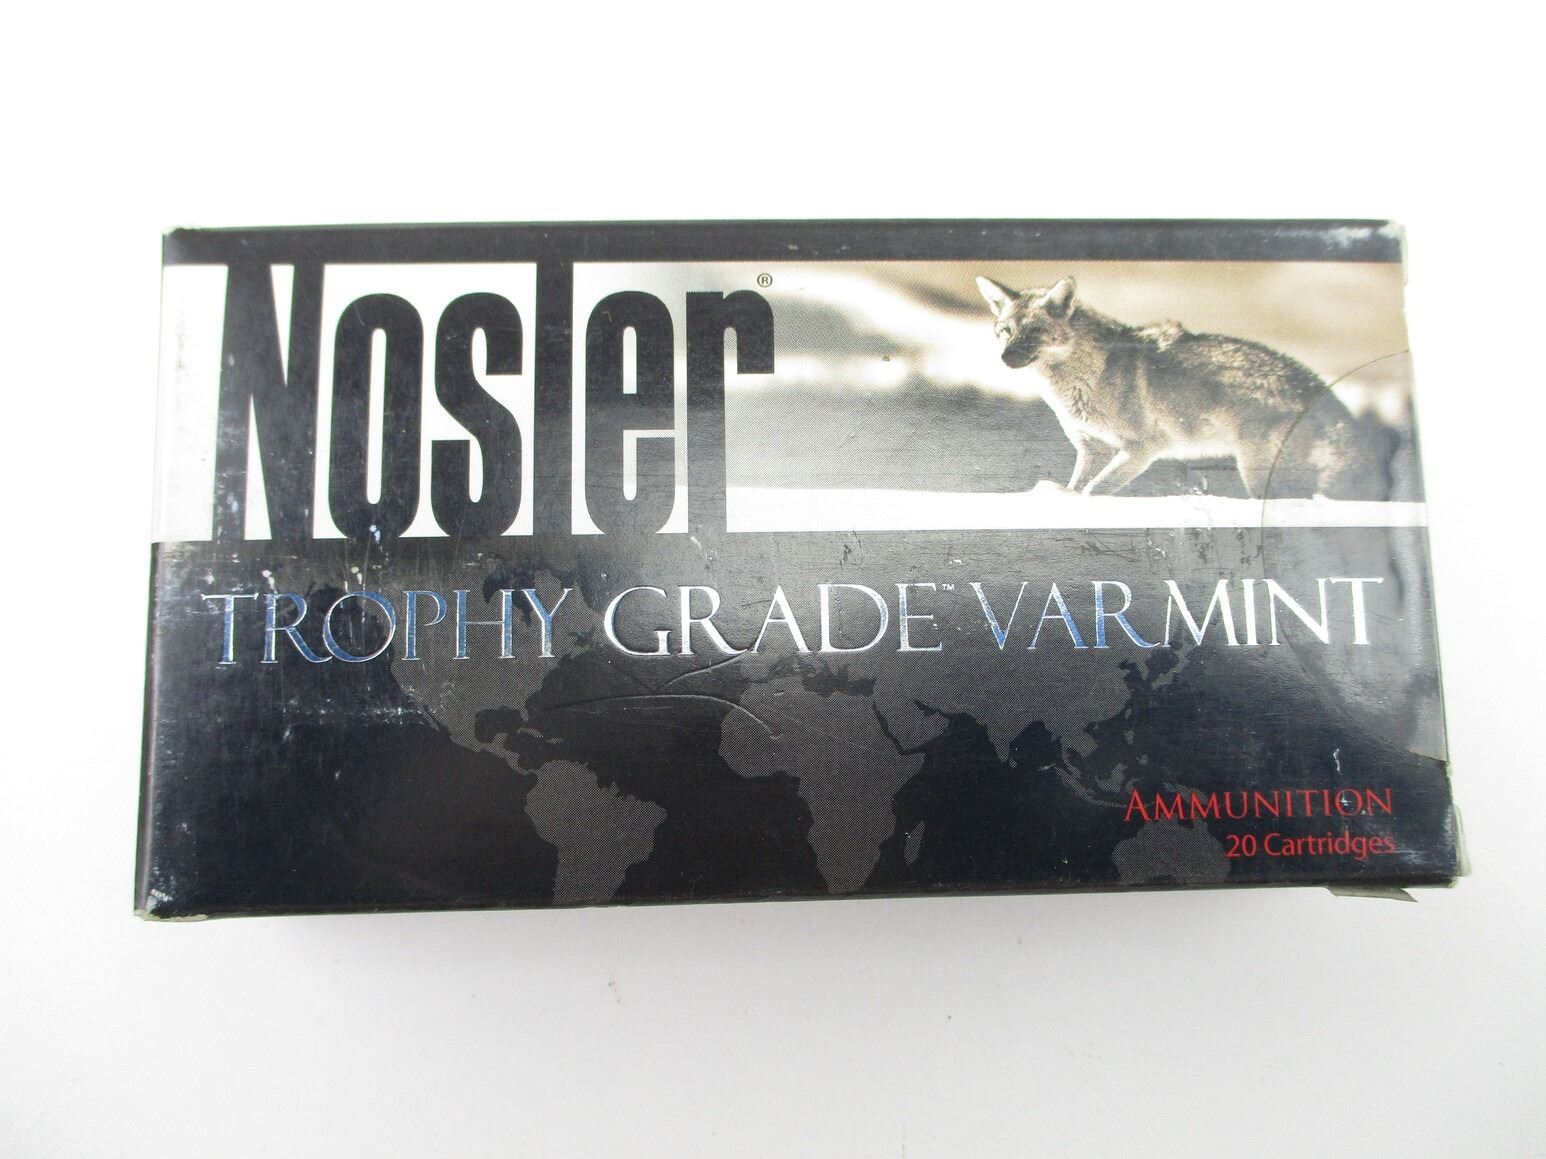 Nosler®
TROPHY GRADE™ VARMINT
AMMUNITION
20 Cartridges